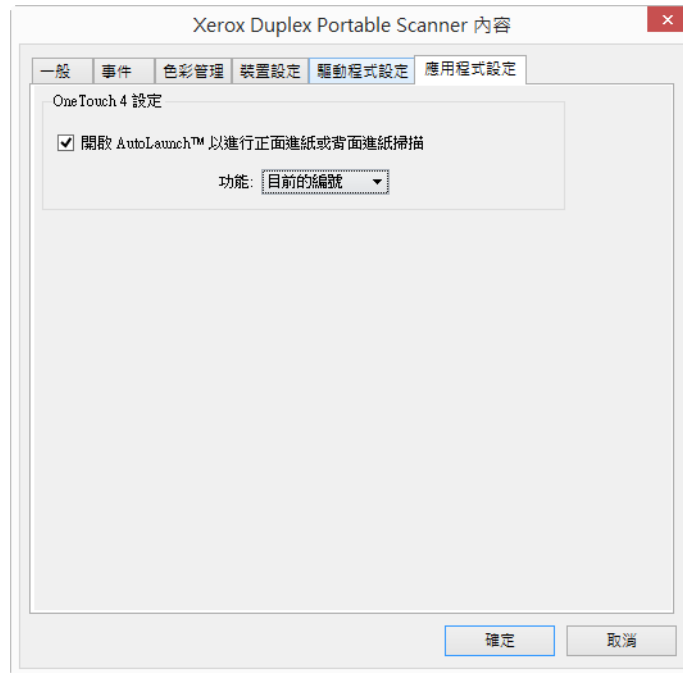 Xerox Duplex Portable Scanner 內容
一般 事件 色彩管理 裝置設定 驅動程式設定 應用程式設定
OneTouch 4 設定
開啟 AutoLaunch™ 以進行正面進紙或背面進紙掃描
功能: 目前的編號
確定 取消